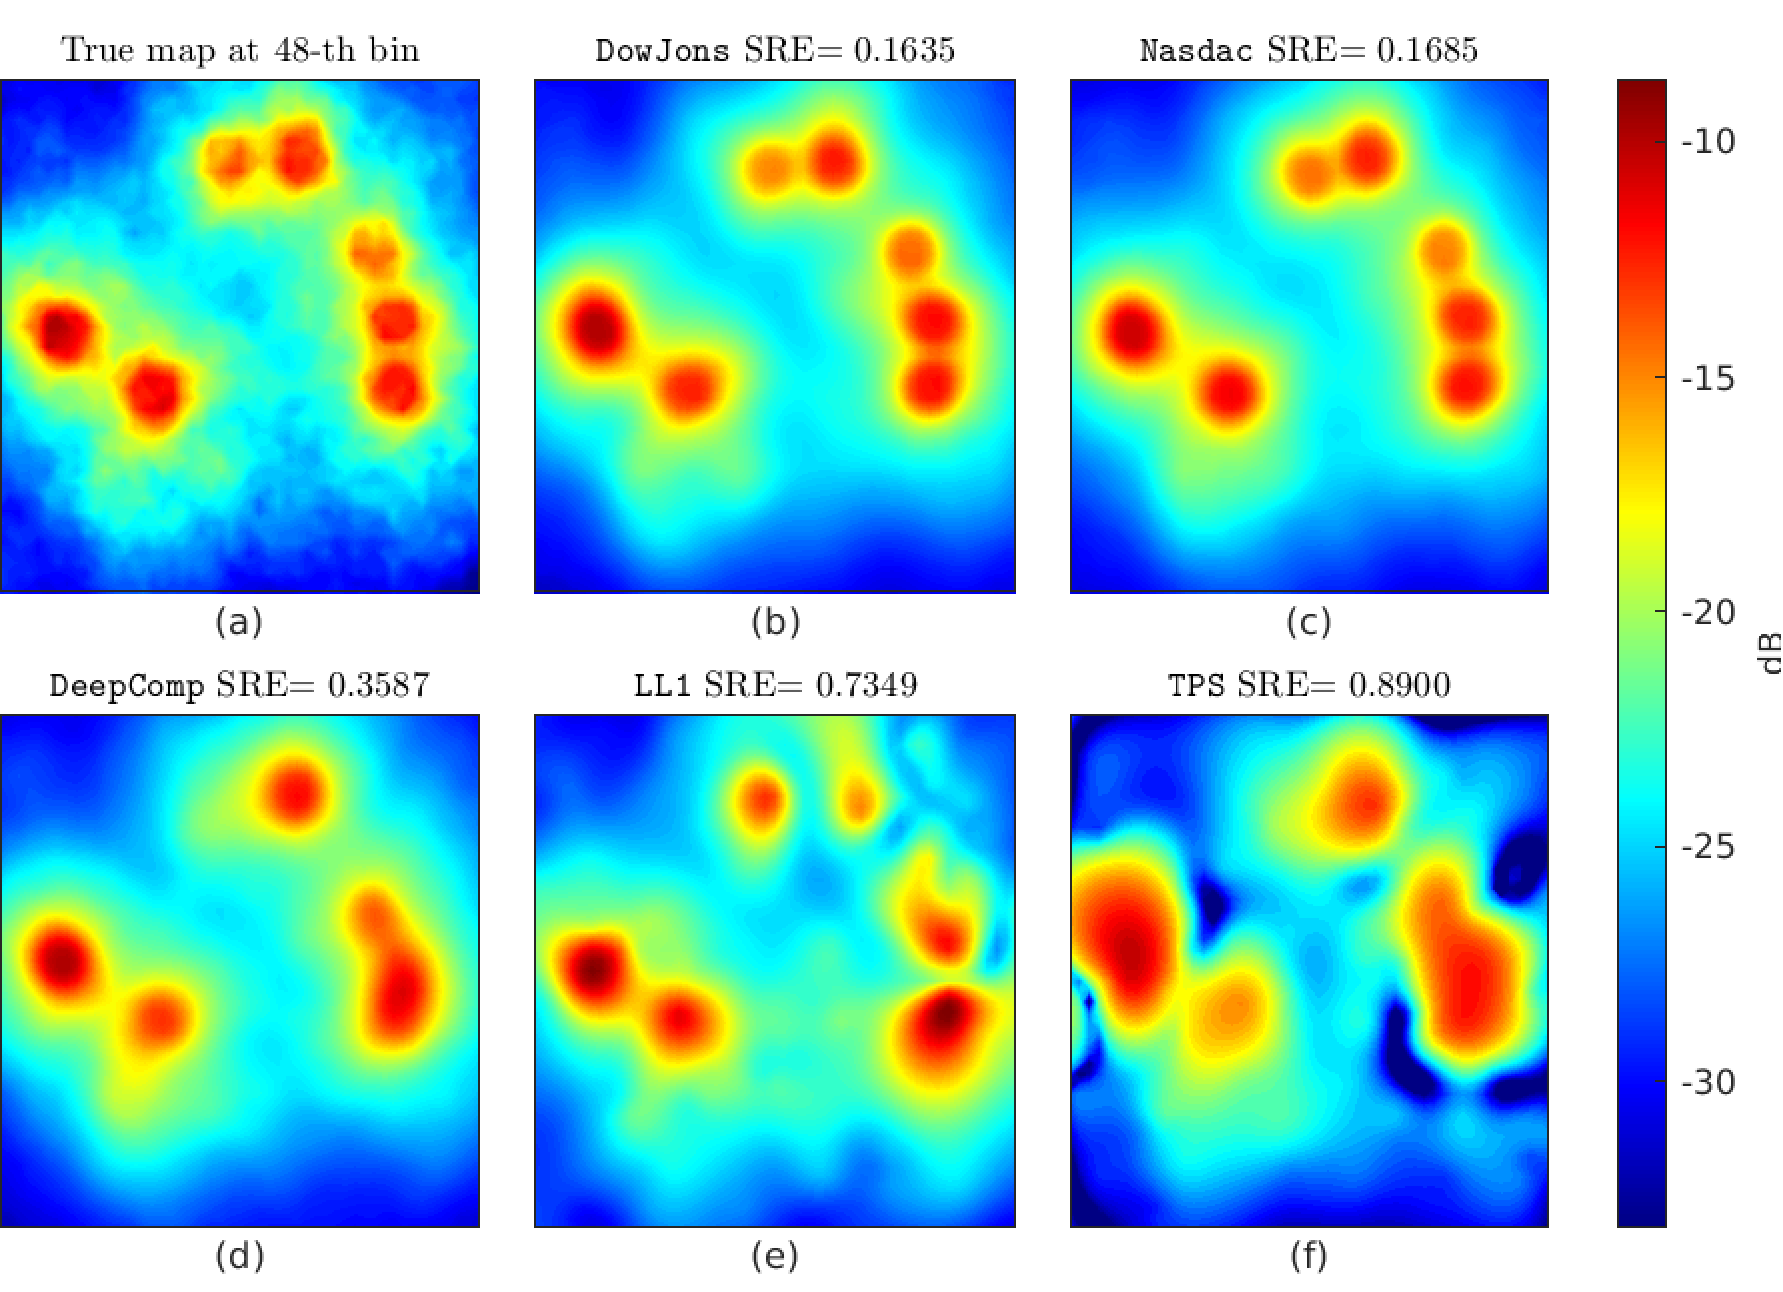 True map at 48-th bin
DowJons SRE= 0.1635
Nasdac SRE= 0.1685
(a)
(b)
(c)
DeepComp SRE= 0.3587
LL1 SRE= 0.7349
TPS SRE= 0.8900
(d)
(e)
(f)
-10
-15
-20
-25
-30
dB